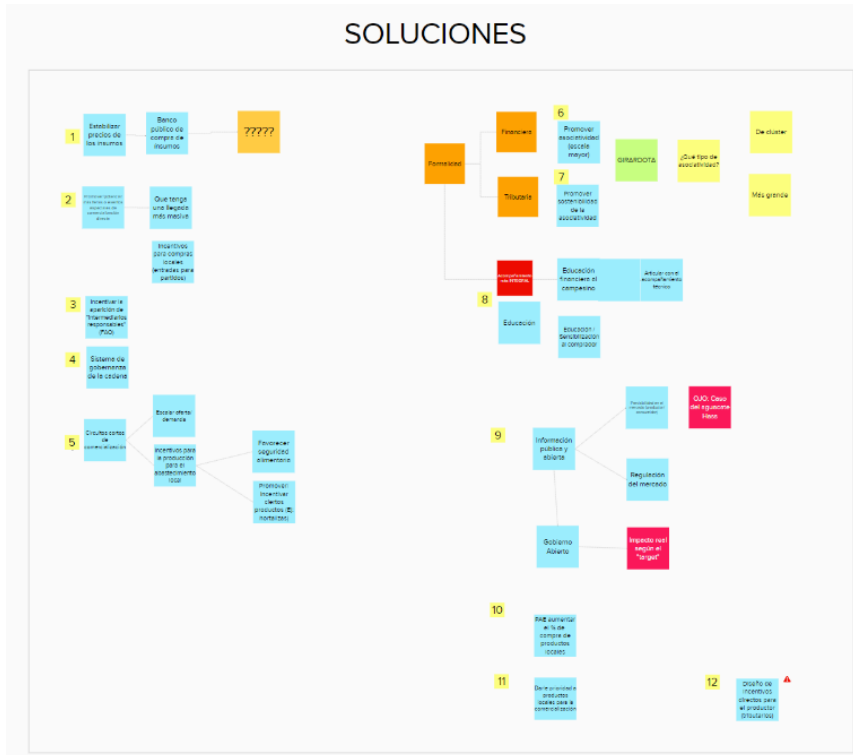 SOLUCIONES
1
Estabilizar
precios de
los insumos
Banco
público de
compra de
insumos
?????
2
Que tenga
una llegada
más masiva
Incentivos
para compras
locales
(entradas para
partidos)
3
Incentivar la
aparición de
"Intermediarios
responsables"
(FAO)
4
Sistema de
gobernanza
de la cadena
5
Circuitos cortos
de
comercialización
Escalar oferta/
demanda
Incentivos para
la producción
para el
abastecimiento
local
Favorecer
seguridad
alimentaria
Promover/
Incentivar
ciertos
productos (Ej.
hortalizas)
Formalidad
Financiera
Tributaria
6
Promover
asociatividad
(escala
mayor)
7
Promover
sostenibilidad
de la
asociatividad
GIRARDOTA
¿Qué tipo de
asociatividad?
De cluster
Más grande
INTEGRAL
Educación
financiera al
campesino
Articular con el
acompañamiento
técnico
8
Educación
Educación /
Sensibilización
al comprador
9
Información
pública y
abierta
OJO: Caso
del aguacate
Hass
Regulación
del mercado
Gobierno
Abierto
Impacto real
según el
"target"
10
PAE aumentar
el % de
compra de
productos
locales
11
Darle prioridad a
productos
locales para la
comercialización
12
Diseño de
incentivos
directos para
el productor
(tributarios)